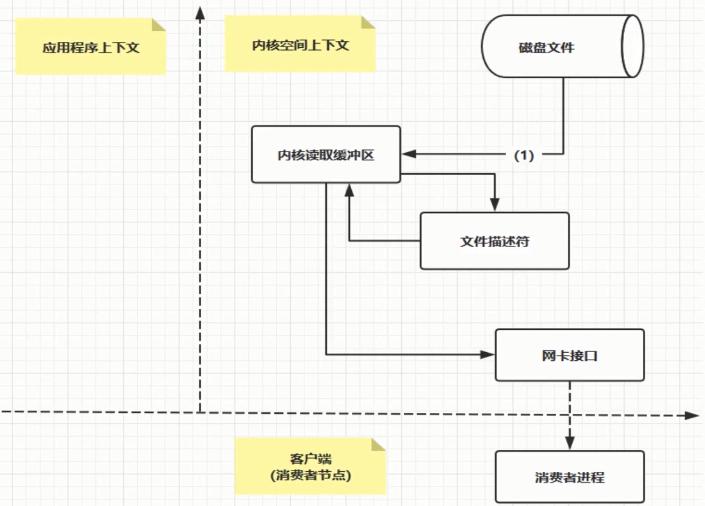 应用程序上下文
内核空间上下文
磁盘文件
内核读取缓冲区
(1)
文件描述符
网卡接口
客户端
(消费者节点)
消费者进程